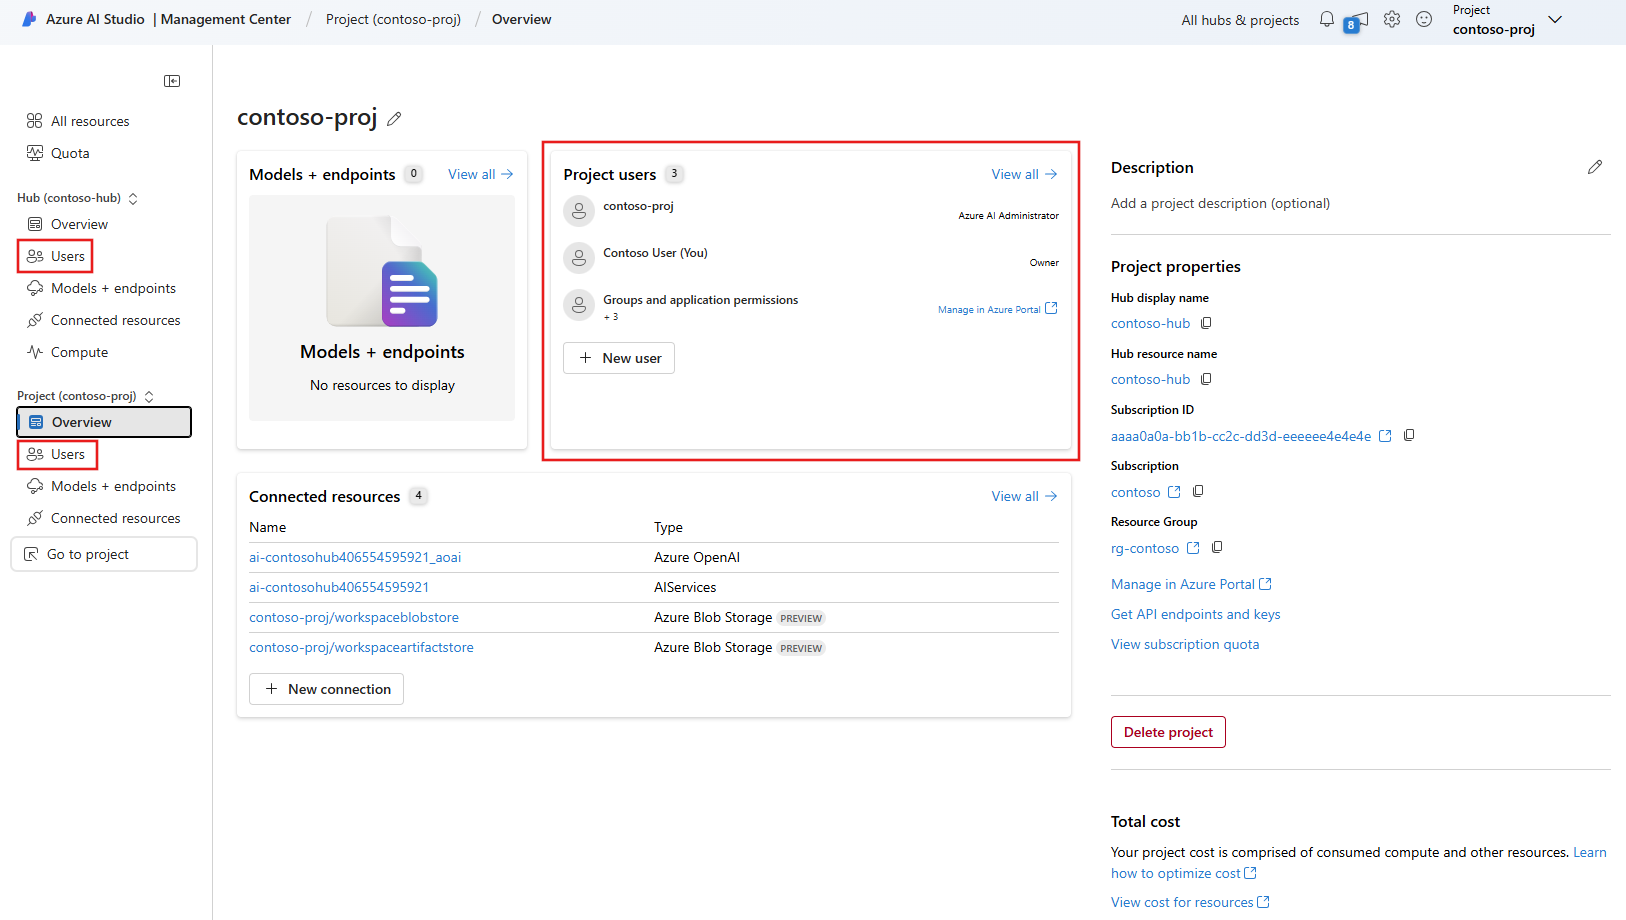 Azure AI Studio | Management Center / Project (contoso-proj) / Overview
All hubs & projects
8
Project
contoso-proj
All resources
Quota
Hub (contoso-hub)
Overview
Users
Models + endpoints
Connected resources
Compute
Project (contoso-proj)
Overview
Users
Models + endpoints
Connected resources
Go to project
contoso-proj
Models + endpoints 0 View all
Models + endpoints
No resources to display
Project users 3 View all
contoso-proj
Azure AI Administrator
Contoso User (You)
Owner
Groups and application permissions
+ 3
Manage in Azure Portal
+ New user
Connected resources 4 View all
Name Type
ai-contosohub406554595921_aoai Azure OpenAI
ai-contosohub406554595921 AIServices
contoso-proj/workspaceblobstore Azure Blob Storage PREVIEW
contoso-proj/workspaceartifactstore Azure Blob Storage PREVIEW
+ New connection
Description
Add a project description (optional)
Project properties
Hub display name
contoso-hub
Hub resource name
contoso-hub
Subscription ID
aaaa0a0a-bb1b-cc2c-dd3d-eeeeee4e4e4e
Subscription
contoso
Resource Group
rg-contoso
Manage in Azure Portal
Get API endpoints and keys
View subscription quota
Delete project
Total cost
Your project cost is comprised of consumed compute and other resources. Learn
how to optimize cost
View cost for resources